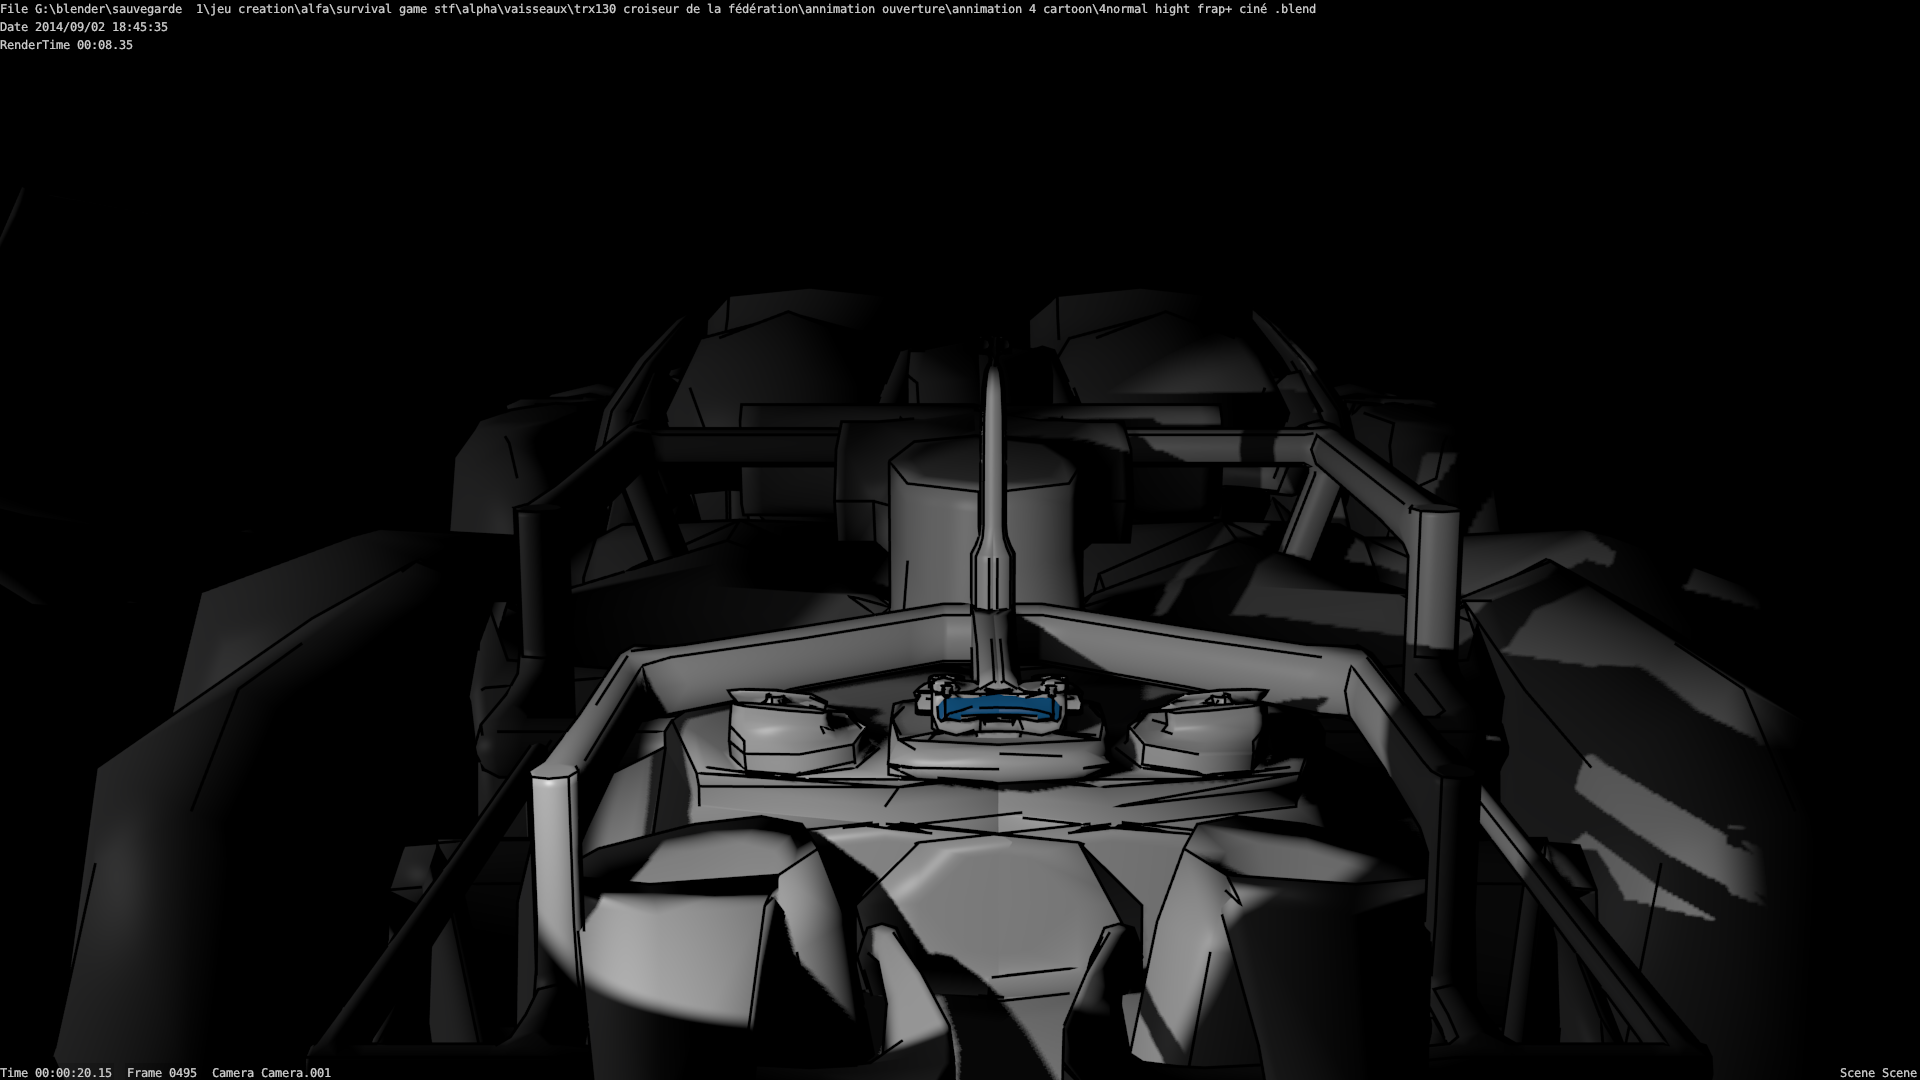 File G:\blender\sauvegarde  1\jeu creation\alfa\survival game stf\alpha\vaisseaux\trx130 croiseur de la fédération\annimation ouverture\annimation 4 cartoon\4normal hight frap+ ciné .blend
Date 2014/09/02 18:45:35
RenderTime 00:08.35
Time 00:00:20.15  Frame 0495  Camera Camera.001
Scene Scene